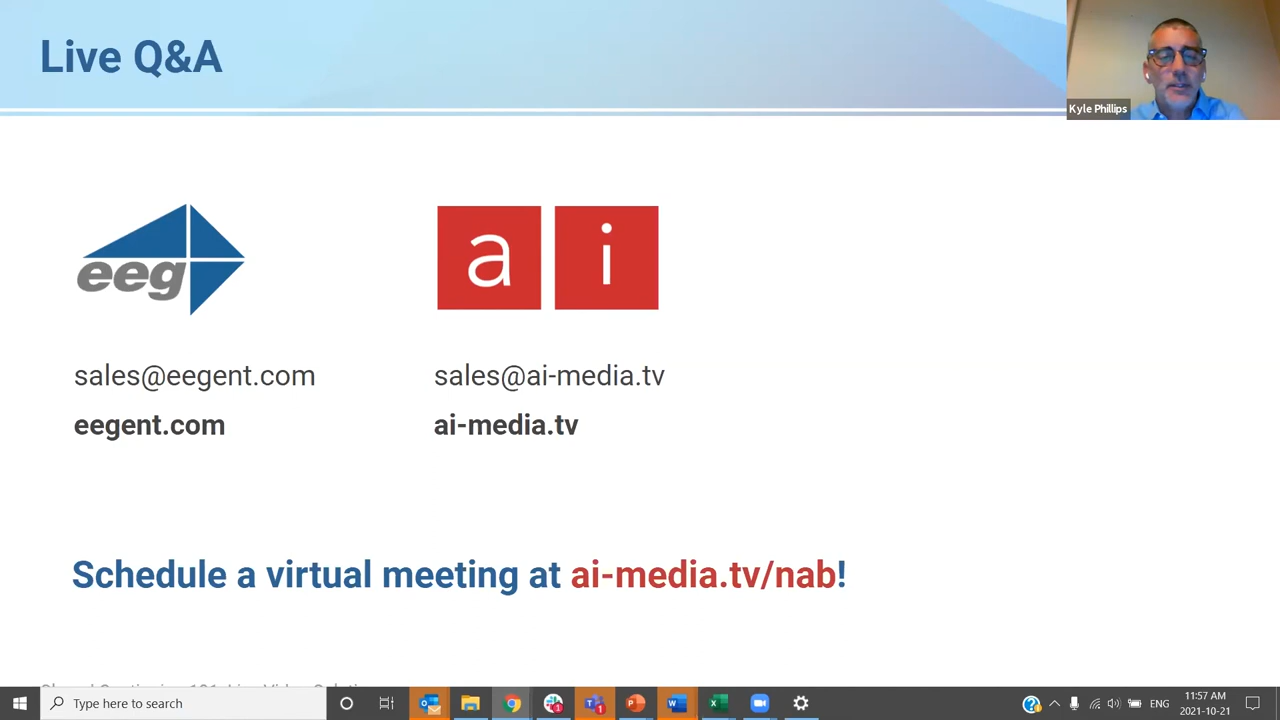 Live Q&A
Kyle Phillips
eeg
a i
sales@eegent.com
eegent.com
sales@ai-media.tv
ai-media.tv
Schedule a virtual meeting at ai-media.tv/nab!
Type here to search
ENG
11:57 AM
2021-10-21